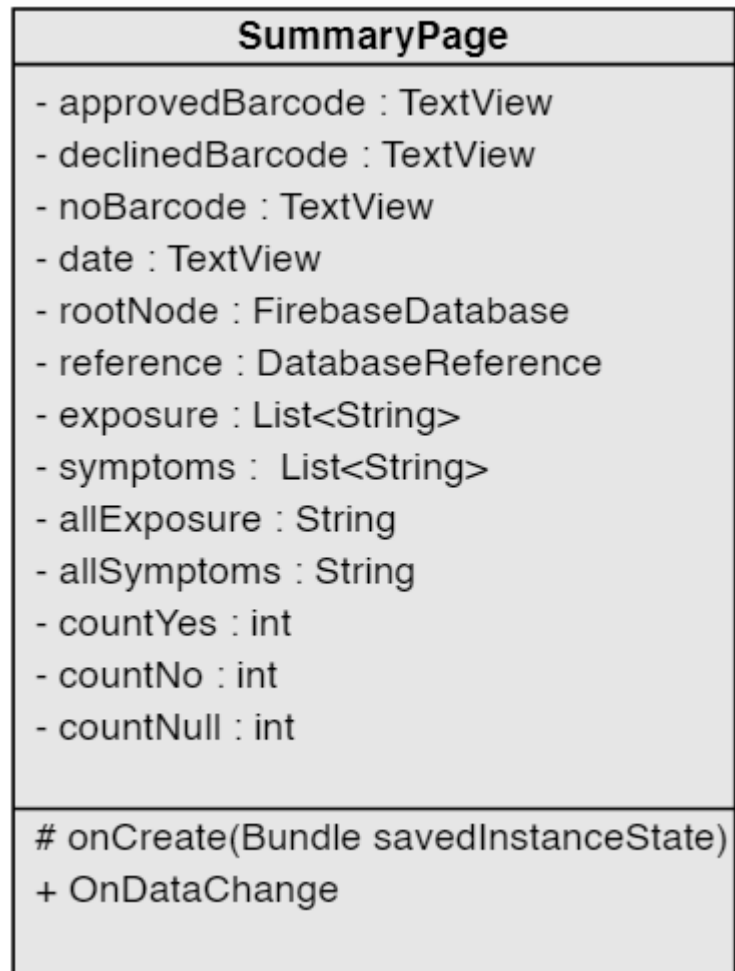 SummaryPage
- approvedBarcode : TextView
- declinedBarcode : TextView
- noBarcode : TextView
- date : TextView
- rootNode : FirebaseDatabase
- reference : DatabaseReference
- exposure : List<String>
- symptoms :  List<String>
- allExposure : String
- allSymptoms : String
- countYes : int
- countNo : int
- countNull : int
# onCreate(Bundle savedInstanceState)
+ OnDataChange